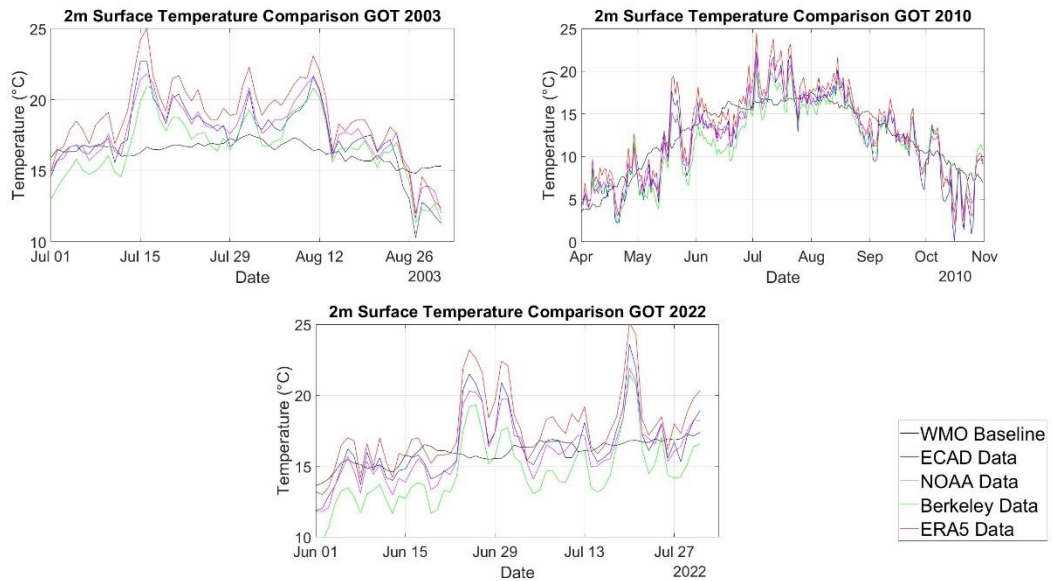 2m Surface Temperature Comparison GOT 2003
25
20
15
10
Temperature (°C)
Jul 01 Jul 15 Jul 29 Aug 12 Aug 26
Date 2003
2m Surface Temperature Comparison GOT 2010
25
20
15
10
5
0
Temperature (°C)
Apr May Jun Jul Aug Sep Oct Nov
Date 2010
2m Surface Temperature Comparison GOT 2022
25
20
15
10
Temperature (°C)
Jun 01 Jun 15 Jun 29 Jul 13 Jul 27
Date 2022
WMO Baseline
ECAD Data
NOAA Data
Berkeley Data
ERA5 Data